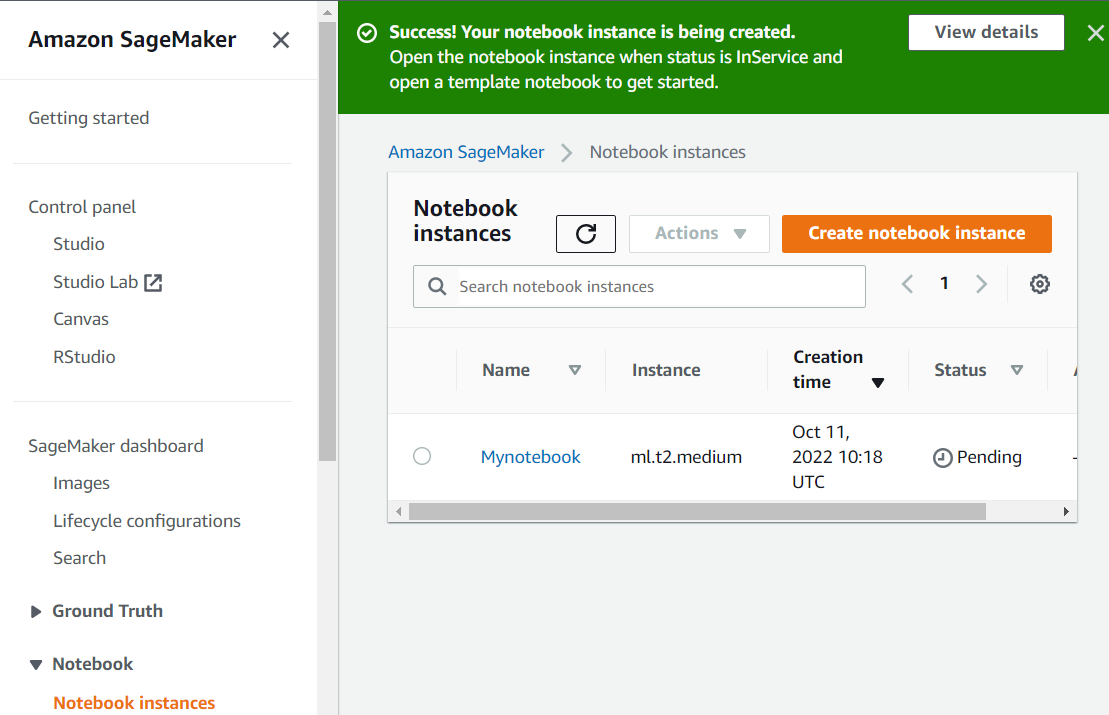 Amazon SageMaker
Getting started
Control panel
Studio
Studio Lab
Canvas
RStudio
SageMaker dashboard
Images
Lifecycle configurations
Search
Ground Truth
Notebook
Notebook instances
Success! Your notebook instance is being created.
Open the notebook instance when status is InService and
open a template notebook to get started.
View details
Amazon SageMaker > Notebook instances
Notebook
instances
Actions
Create notebook instance
Search notebook instances
1
Name
Instance
Creation
time
Status
Mynotebook
ml.t2.medium
Oct 11,
2022 10:18
UTC
Pending
-